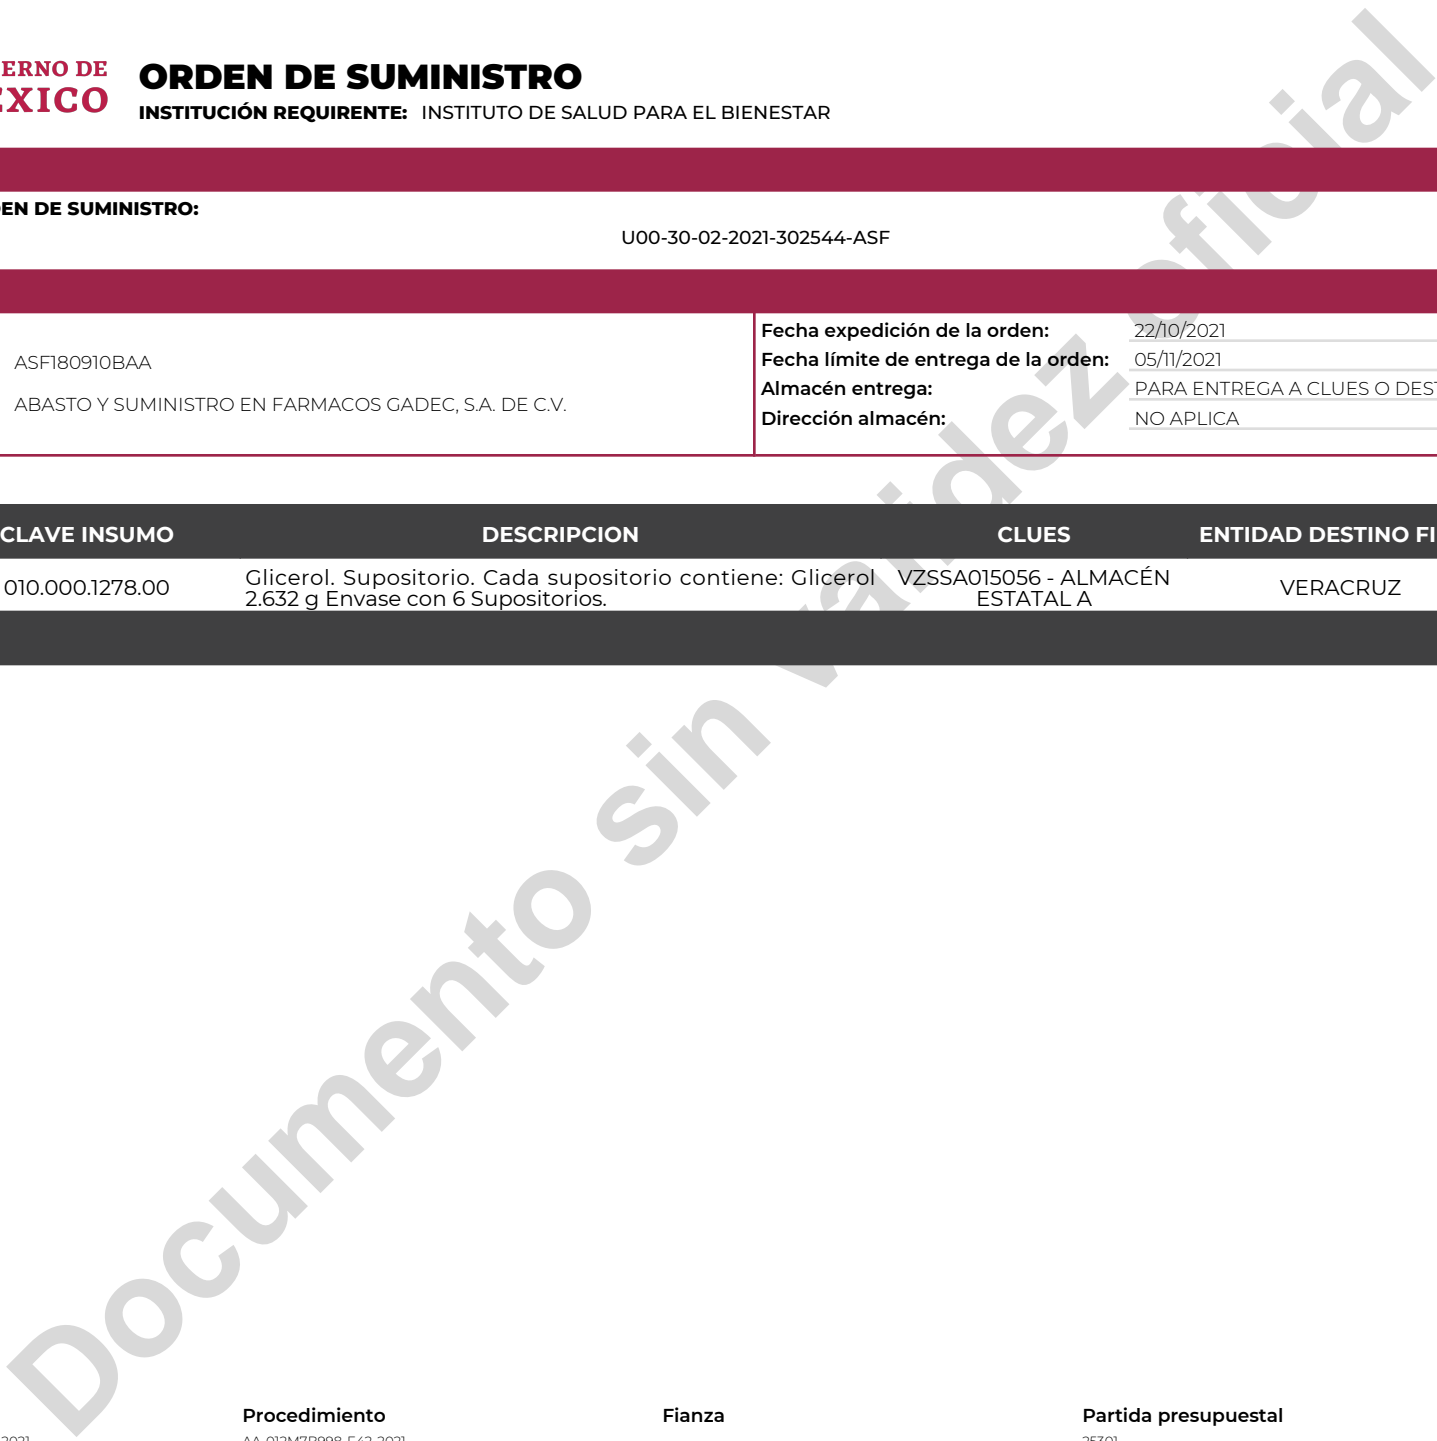 ERNO DE
ORDEN DE SUMINISTRO
XICO
INSTITUCIÓN REQUIRENTE: INSTITUTO DE SALUD PARA EL BIENESTAR
EN DE SUMINISTRO:
U00-30-02-2021-302544-ASF
Fecha expedición de la orden: 22/10/2021
ASF180910BAA
Fecha límite de entrega de la orden: 05/11/2021
Almacén entrega: PARA ENTREGA A CLUES O DEST
ABASTO Y SUMINISTRO EN FARMACOS GADEC, S.A. DE C.V.
Dirección almacén: NO APLICA
CLAVE INSUMO DESCRIPCION CLUES ENTIDAD DESTINO FI
010.000.1278.00
Glicerol. Supositorio. Cada supositorio contiene: Glicerol
2.632 g Envase con 6 Supositorios.
VZSSA015056 - ALMACÉN
ESTATAL A
VERACRUZ
Documento sin validez oficial
Procedimiento Fianza Partida presupuestal